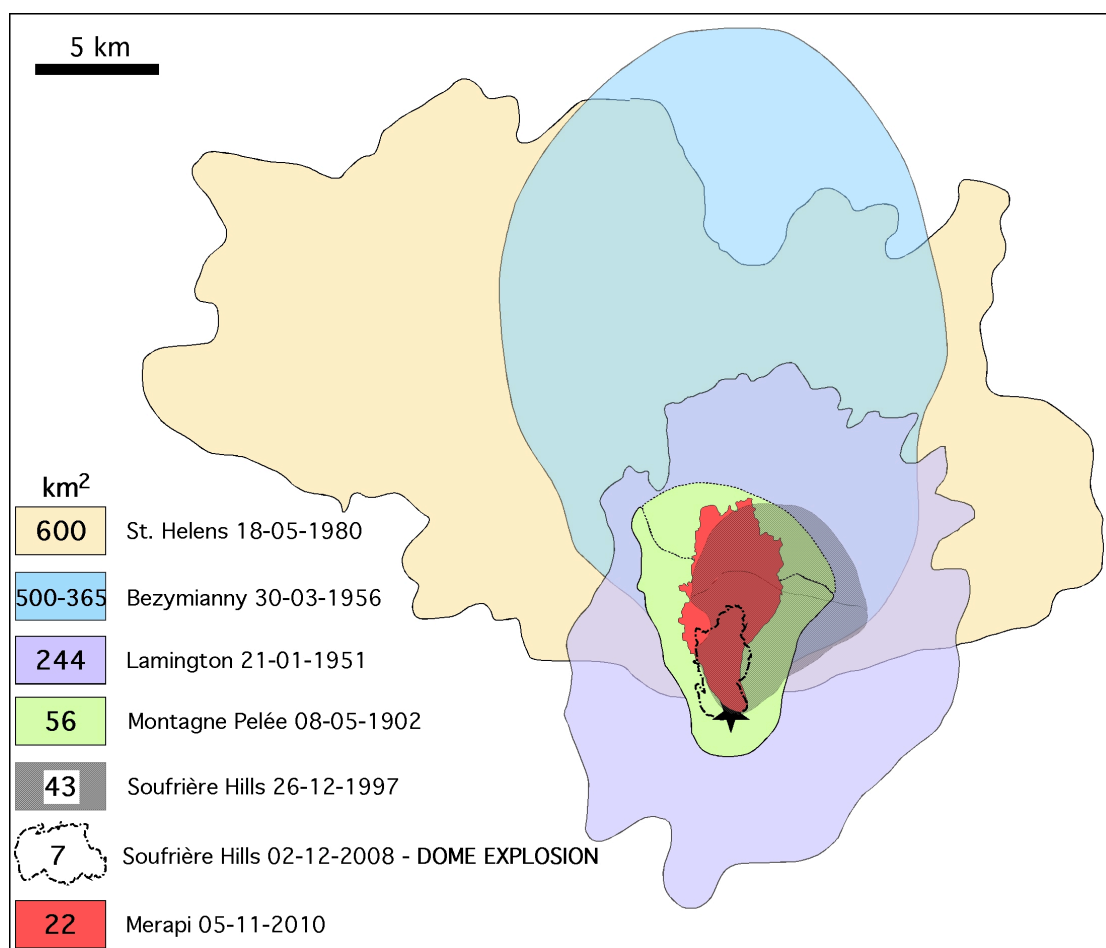 5 km
km²
600 St. Helens 18-05-1980
500-365 Bezymianny 30-03-1956
244 Lamington 21-01-1951
56 Montagne Pelée 08-05-1902
43 Soufrière Hills 26-12-1997
7 Soufrière Hills 02-12-2008 - DOME EXPLOSION
22 Merapi 05-11-2010